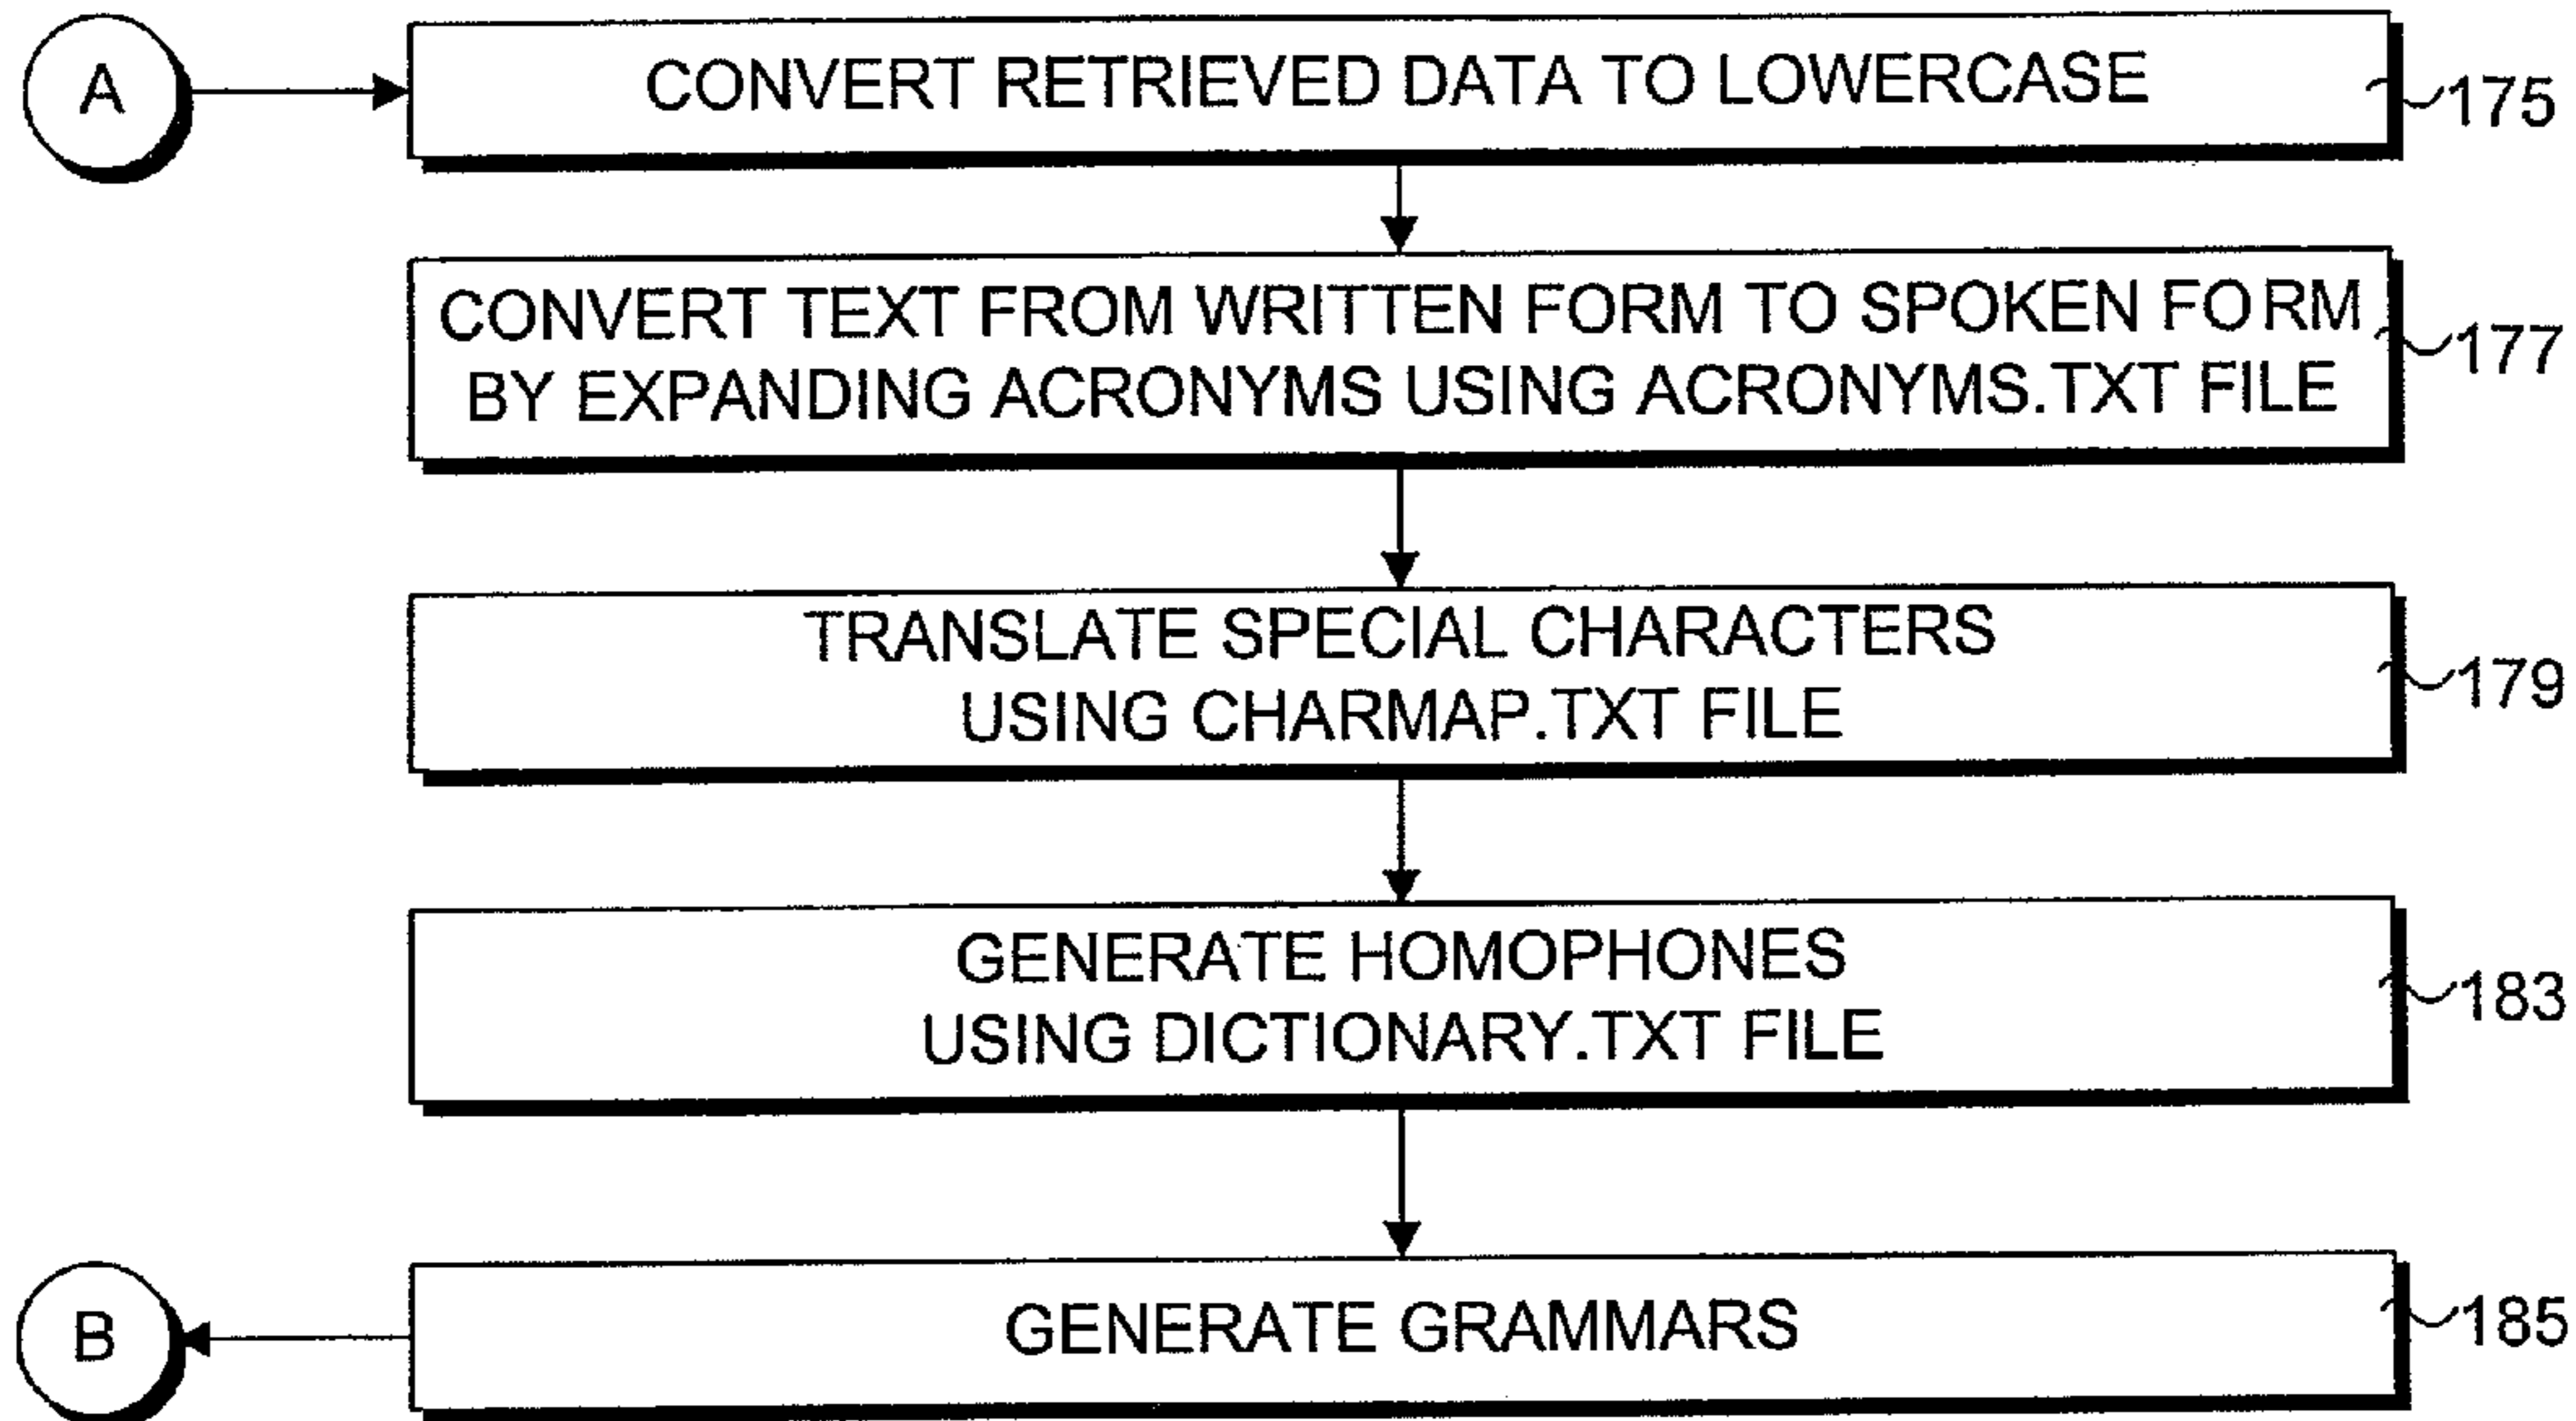 A
CONVERT RETRIEVED DATA TO LOWERCASE
175
CONVERT TEXT FROM WRITTEN FORM TO SPOKEN FORM
BY EXPANDING ACRONYMS USING ACRONYMS.TXT FILE
177
TRANSLATE SPECIAL CHARACTERS
USING CHARMAP.TXT FILE
179
GENERATE HOMOPHONES
USING DICTIONARY.TXT FILE
183
B
GENERATE GRAMMARS
185